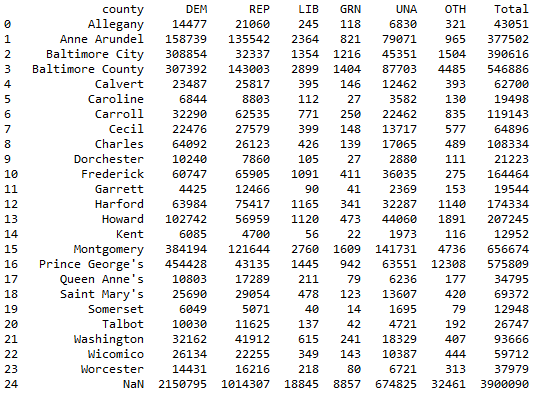 county DEM REP LIB GRN UNA OTH Total
0 Allegany 14477 21060 245 118 6830 321 43051
1 Anne Arundel 158739 135542 2364 821 79071 965 377502
2 Baltimore City 308854 32337 1354 1216 45351 1504 390616
3 Baltimore County 307392 143003 2899 1404 87703 4485 546886
4 Calvert 23487 25817 395 146 12462 393 62700
5 Caroline 6844 8803 112 27 3582 130 19498
6 Carroll 32290 62535 771 250 22462 835 119143
7 Cecil 22476 27579 399 148 13717 577 64896
8 Charles 64092 26123 426 139 17065 489 108334
9 Dorchester 10240 7860 105 27 2880 111 21223
10 Frederick 60747 65905 1091 411 36035 275 164464
11 Garrett 4425 12466 90 41 2369 153 19544
12 Harford 63984 75417 1165 341 32287 1140 174334
13 Howard 102742 56959 1120 473 44060 1891 207245
14 Kent 6085 4700 56 22 1973 116 12952
15 Montgomery 384194 121644 2760 1609 141731 4736 656674
16 Prince George's 454428 43135 1445 942 63551 12308 575809
17 Queen Anne's 10803 17289 211 79 6236 177 34795
18 Saint Mary's 25690 29054 478 123 13607 420 69372
19 Somerset 6049 5071 40 14 1695 79 12948
20 Talbot 10030 11625 137 42 4721 192 26747
21 Washington 32162 41912 615 241 18329 407 93666
22 Wicomico 26134 22255 349 143 10387 444 59712
23 Worcester 14431 16216 218 80 6721 313 37979
24 NaN 2150795 1014307 18845 8857 674825 32461 3900090